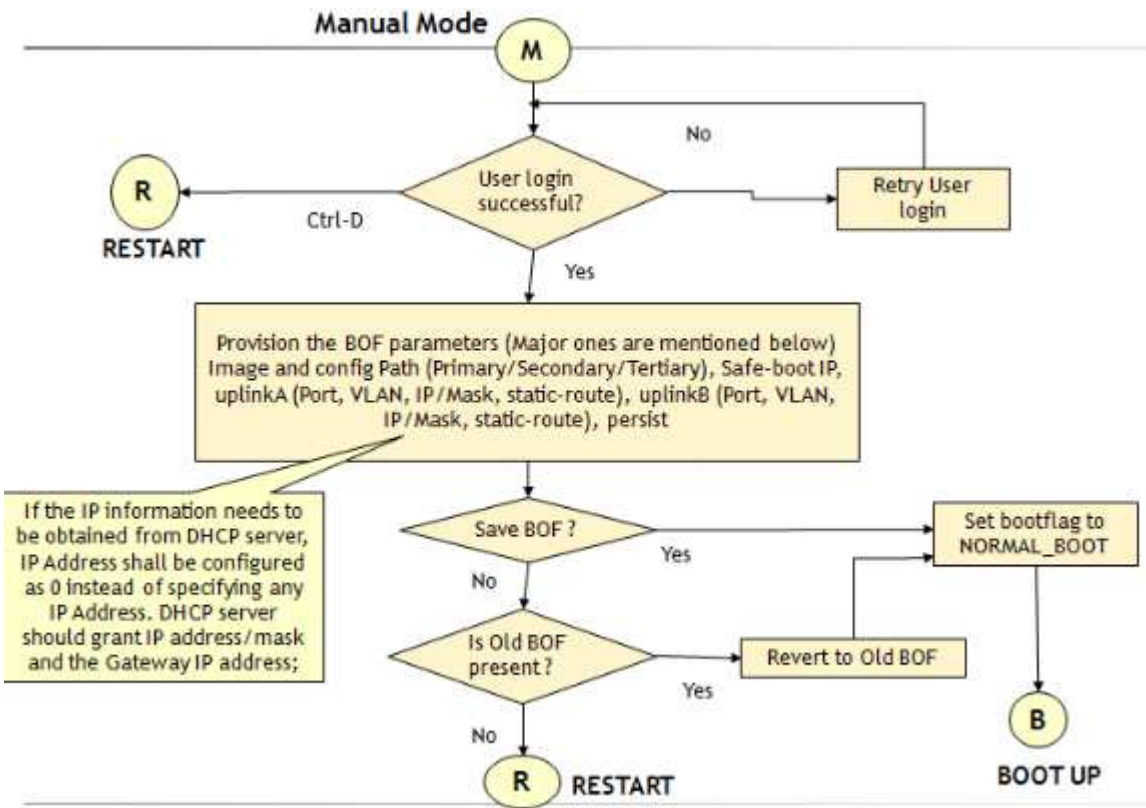 Manual Mode
M
No
User login
successful?
Retry User
login
R
RESTART
Ctrl-D
Yes
Provision the BOF parameters (Major ones are mentioned below)
Image and config Path (Primary/Secondary/Tertiary), Safe-boot IP,
uplinkA (Port, VLAN, IP/Mask, static-route), uplinkB (Port, VLAN,
IP/Mask, static-route), persist
If the IP information needs to
be obtained from DHCP server,
IP Address shall be configured
as 0 instead of specifying any
IP Address. DHCP server
should grant IP address/mask
and the Gateway IP address;
Save BOF ?
Yes
Set bootflag to
NORMAL_BOOT
No
Is Old BOF
present ?
Yes
Revert to Old BOF
No
R
RESTART
B
BOOT UP